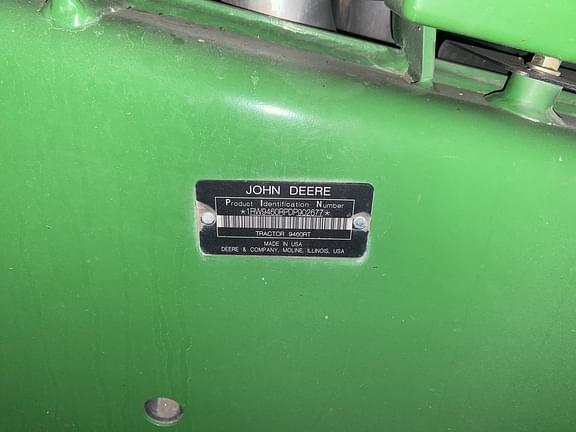 JOHN DEERE
Product Identification Number
*1RW9460RPDP902677*
TRACTOR 9460RT
MADE IN USA
DEERE & COMPANY, MOLINE, ILLINOIS, USA